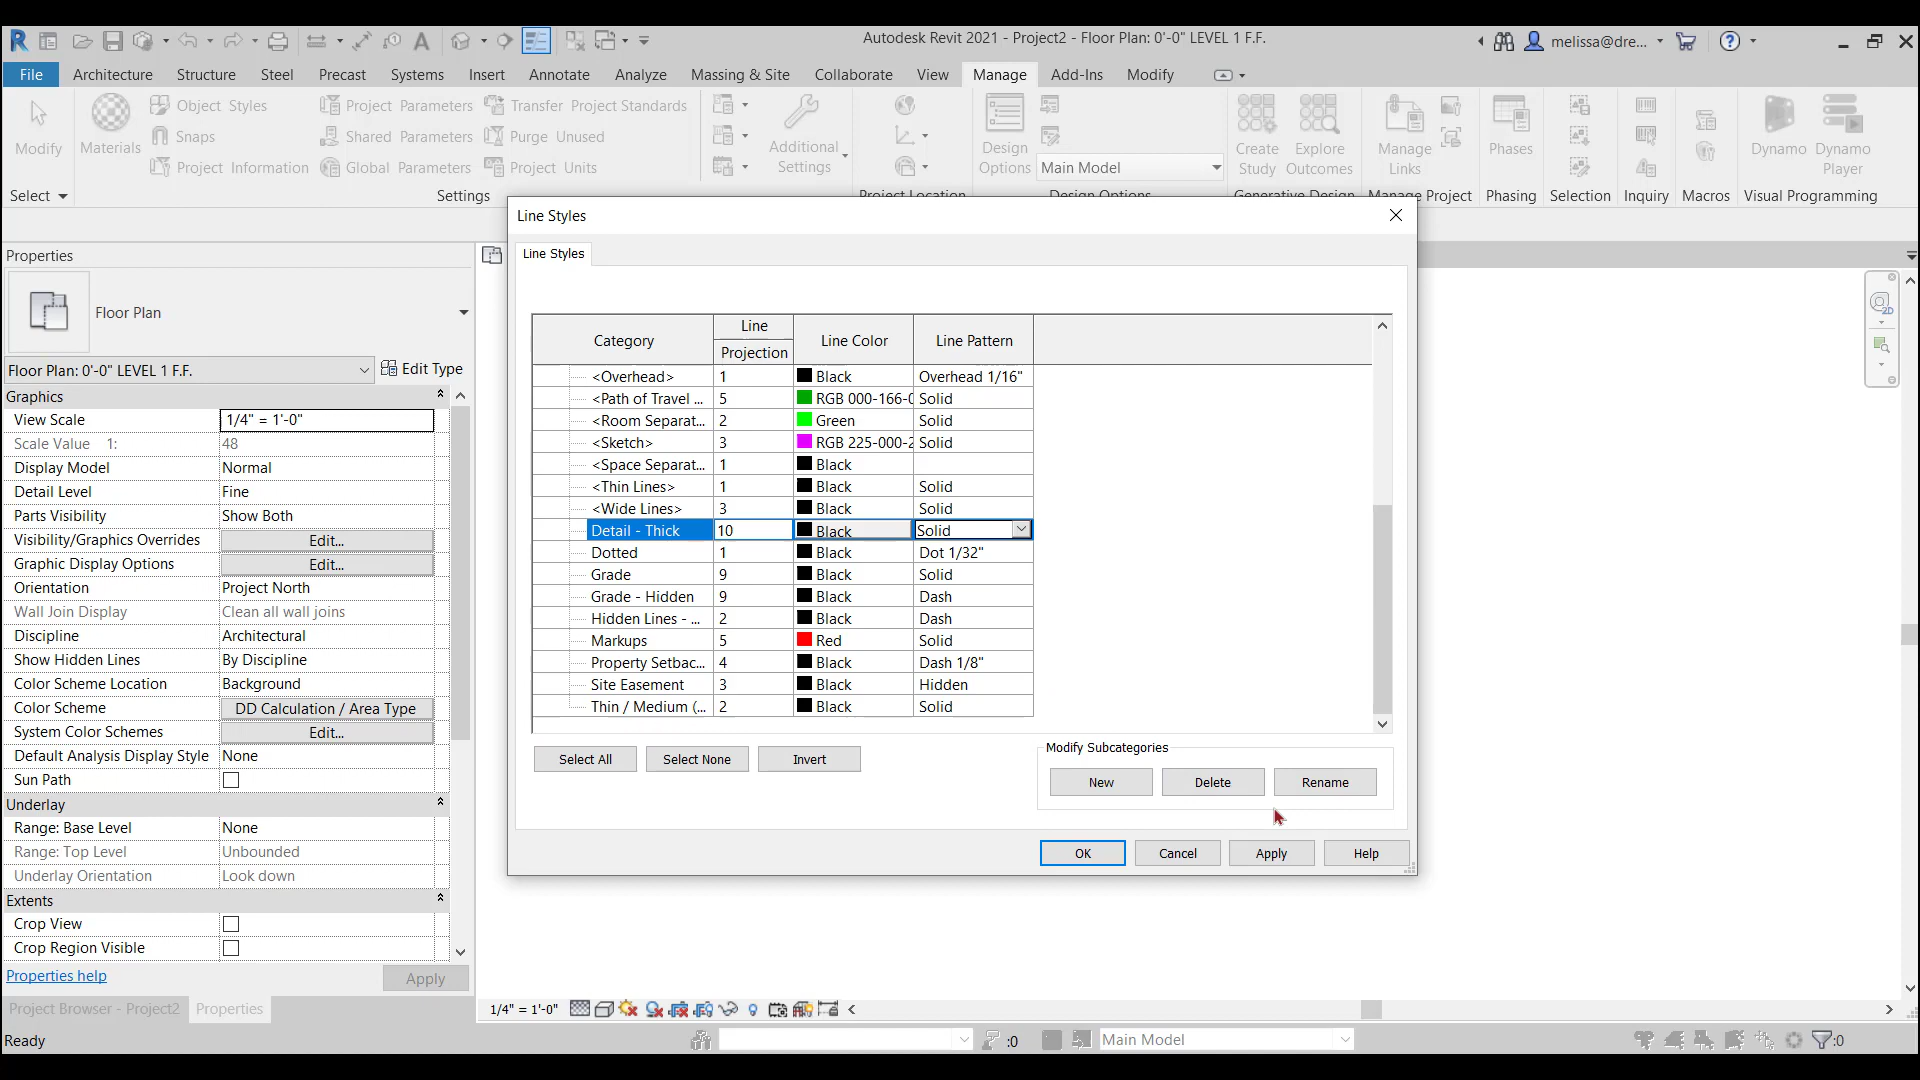 Autodesk Revit 2021 - Project2 - Floor Plan: 0'-0" LEVEL 1 F.F.
melissa@dre...
File Architecture Structure Steel Precast Systems Insert Annotate Analyze Massing & Site Collaborate View Manage Add-Ins Modify
Modify
Select
Materials
Object Styles
Snaps
Project Information
Project Parameters
Shared Parameters
Global Parameters
Transfer Project Standards
Purge Unused
Project Units
Settings
Additional Settings
Project Location
Design Options
Main Model
Design Options
Create Study
Explore Outcomes
Generative Design
Manage Links
Manage Project
Phases
Phasing
Selection
Inquiry
Macros
Dynamo
Dynamo Player
Visual Programming
Properties
Floor Plan
Floor Plan: 0'-0" LEVEL 1 F.F.
Edit Type
Graphics
View Scale 1/4" = 1'-0"
Scale Value 1: 48
Display Model Normal
Detail Level Fine
Parts Visibility Show Both
Visibility/Graphics Overrides Edit...
Graphic Display Options Edit...
Orientation Project North
Wall Join Display Clean all wall joins
Discipline Architectural
Show Hidden Lines By Discipline
Color Scheme Location Background
Color Scheme DD Calculation / Area Type
System Color Schemes Edit...
Default Analysis Display Style None
Sun Path
Underlay
Range: Base Level None
Range: Top Level Unbounded
Underlay Orientation Look down
Extents
Crop View
Crop Region Visible
Properties help
Apply
Project Browser - Project2 Properties
Ready
Line Styles
Line Styles
Category Line Projection Line Color Line Pattern
<Overhead> 1 Black Overhead 1/16"
<Path of Travel ... 5 RGB 000-166-0 Solid
<Room Separat... 2 Green Solid
<Sketch> 3 RGB 225-000-2 Solid
<Space Separat... 1 Black
<Thin Lines> 1 Black Solid
<Wide Lines> 3 Black Solid
Detail - Thick 10 Black Solid
Dotted 1 Black Dot 1/32"
Grade 9 Black Solid
Grade - Hidden 9 Black Dash
Hidden Lines - ... 2 Black Dash
Markups 5 Red Solid
Property Setbac... 4 Black Dash 1/8"
Site Easement 3 Black Hidden
Thin / Medium (... 2 Black Solid
Select All Select None Invert
Modify Subcategories
New Delete Rename
OK Cancel Apply Help
1/4" = 1'-0"
:0
Main Model
:0